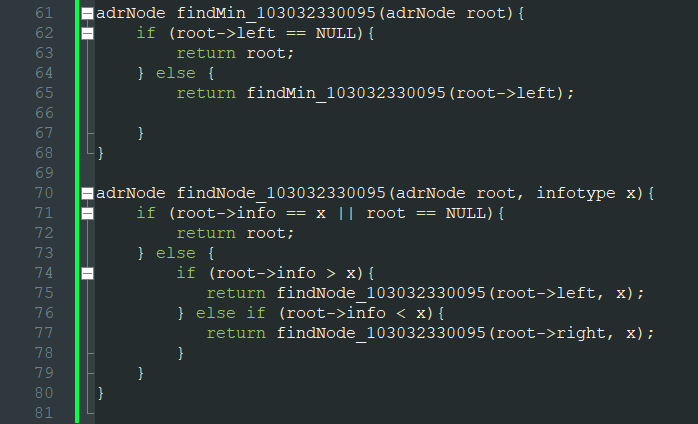 61 adrNode findMin_103032330095(adrNode root){
62     if (root->left == NULL){
63         return root;
64     } else {
65         return findMin_103032330095(root->left);
66
67     }
68 }
69
70 adrNode findNode_103032330095(adrNode root, infotype x){
71     if (root->info == x || root == NULL){
72         return root;
73     } else {
74         if (root->info > x){
75            return findNode_103032330095(root->left, x);
76         } else if (root->info < x){
77            return findNode_103032330095(root->right, x);
78         }
79     }
80 }
81